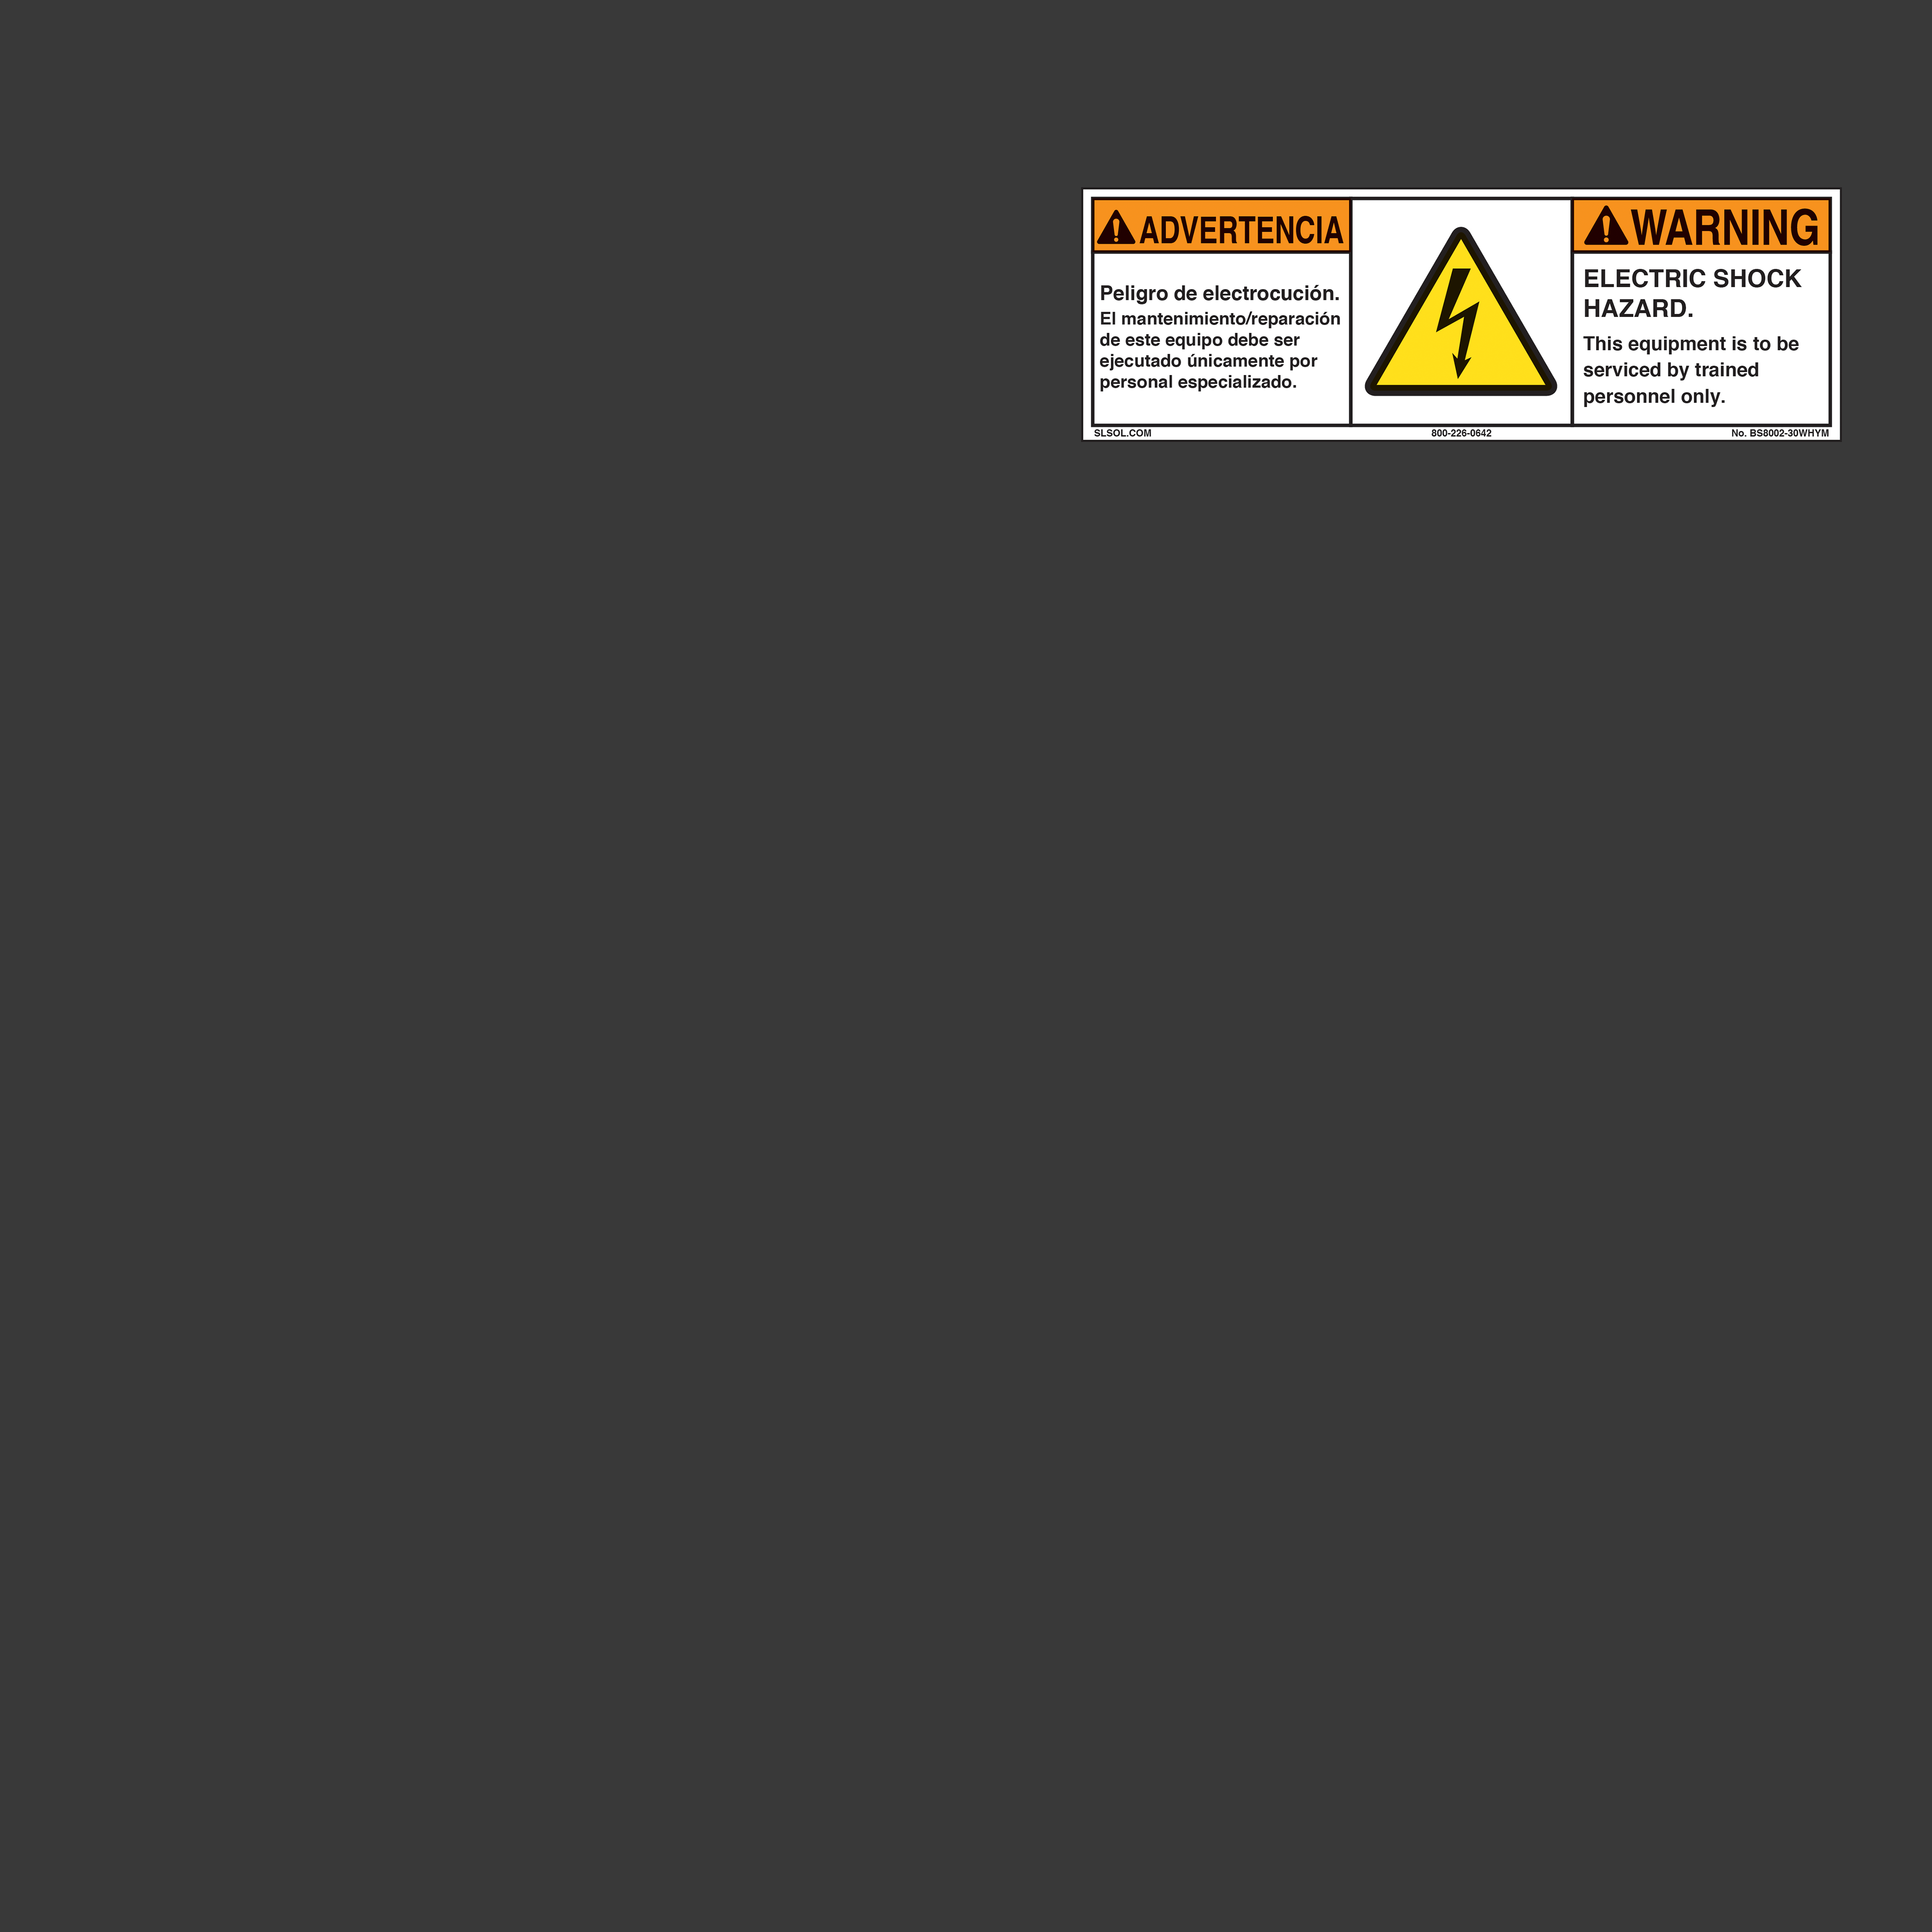 ADVERTENCIA
Peligro de electrocución.
El mantenimiento/reparación
de este equipo debe ser
ejecutado únicamente por
personal especializado.
WARNING
ELECTRIC SHOCK
HAZARD.
This equipment is to be
serviced by trained
personnel only.
SLSOL.COM
800-226-0642
No. BS8002-30WHYM